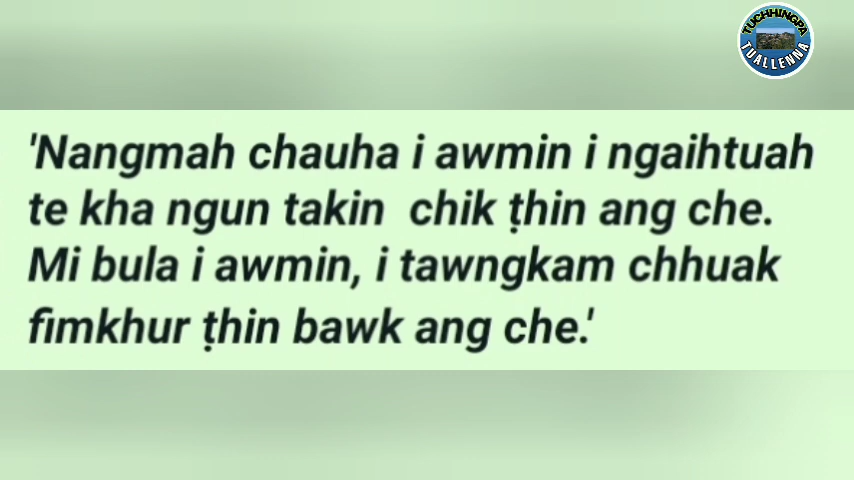 TUCHHINGPA
TUALLENNA
'Nangmah chauha i awmin i ngaihtuah
te kha ngun takin chik ṭhin ang che.
Mi bula i awmin, i tawngkam chhuak
fimkhur ṭhin bawk ang che.'